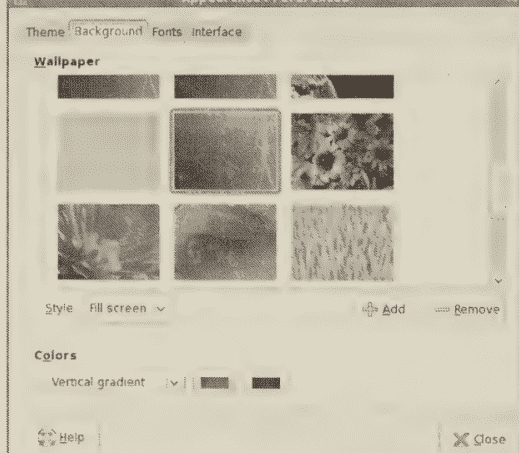 Theme Background Fonts Interface
Wallpaper
Style Fill screen Add Remove
Colors
Vertical gradient
Help Close